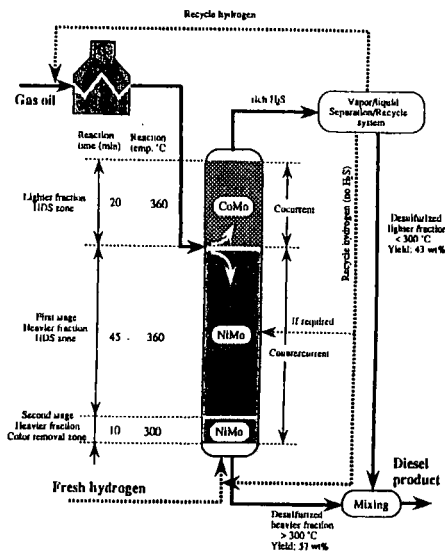 Recycle hydrogen
Gas oil
rich H₂S
Vapor/liquid
Separation/Recycle
system
Reaction
time (min)
Reaction
temp. °C
Lighter fraction
HDS zone
20
360
CoMo
Cocurrent
Recycle hydrogen (no H₂S)
Desulfurized
lighter fraction
< 300 °C
Yield; 43 wt%
First stage
Heavier fraction
HDS zone
45
360
NiMo
If required
Countercurrent
Second stage
Heavier fraction
Color removal zone
10
300
NiMo
Fresh hydrogen
Diesel
product
Mixing
Desulfurized
heavier fraction
> 300 °C
Yield; 57 wt%